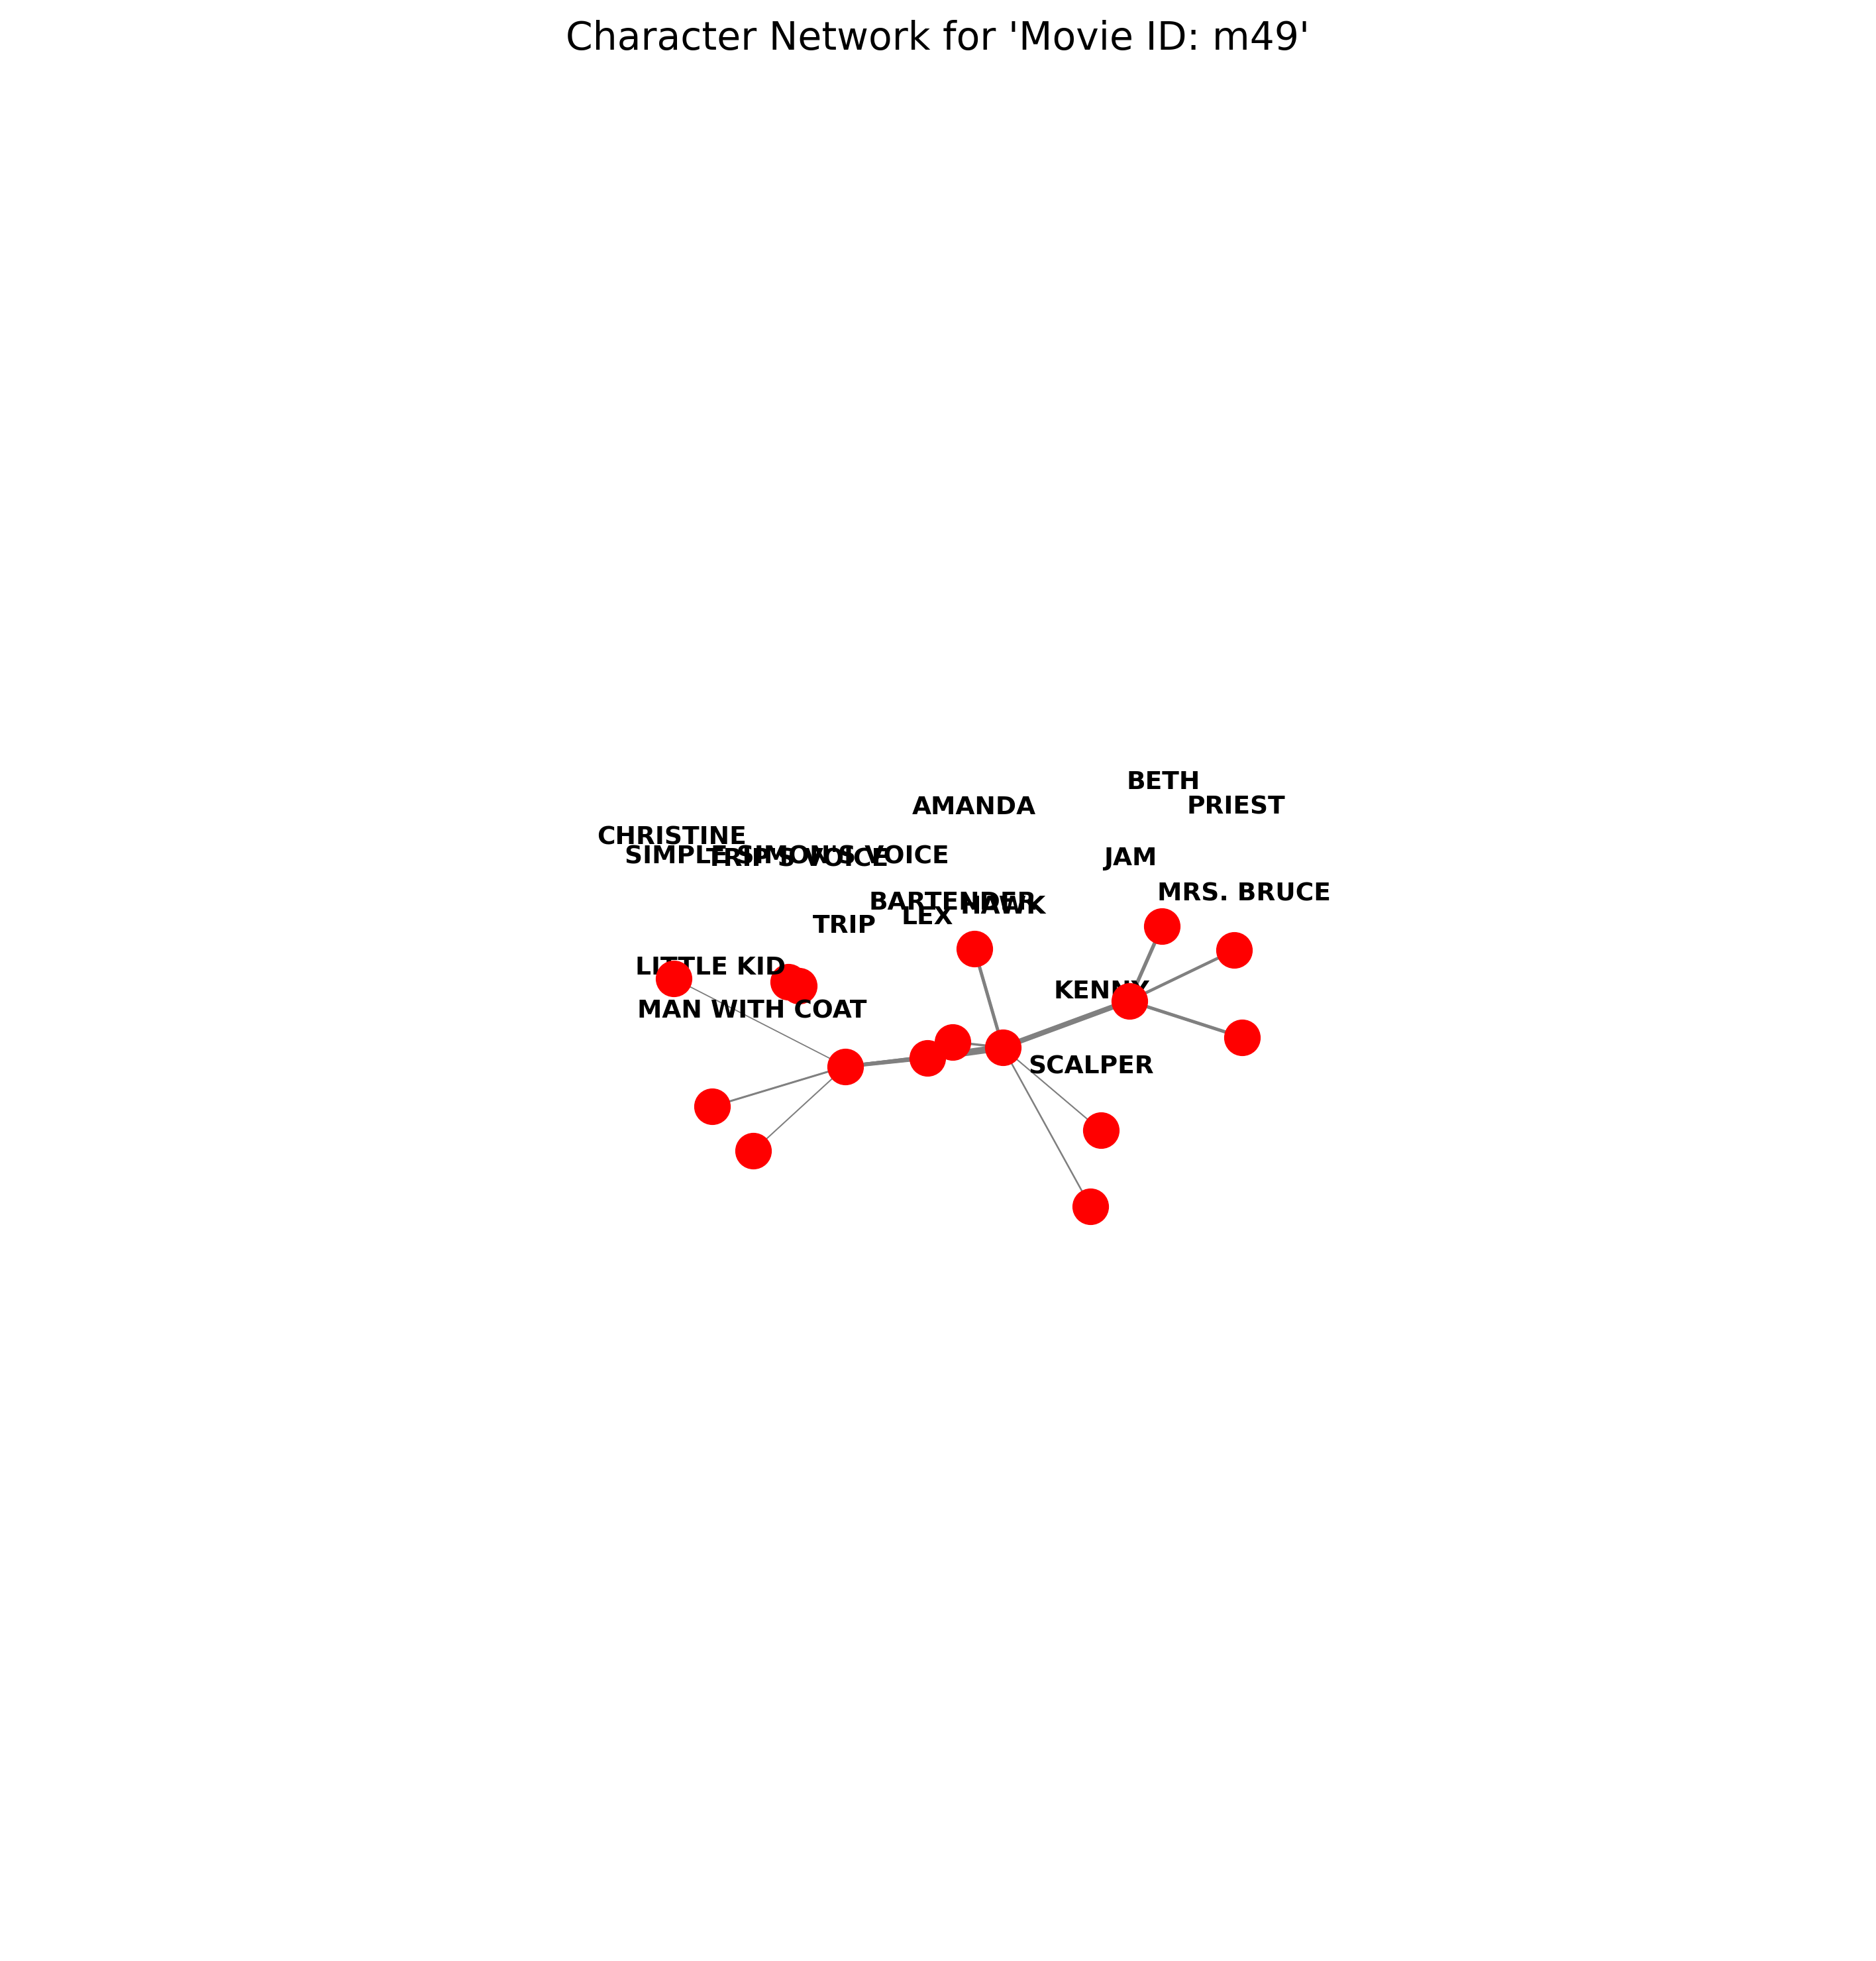 Character Network for 'Movie ID: m49'
BETH
AMANDA
PRIEST
CHRISTINE
SIMPLE SIMON'S VOICE
TRIP'S VOICE
JAM
MRS. BRUCE
BARTENDER
HAWK
LEX
TRIP
LITTLE KID
KENNY
MAN WITH COAT
SCALPER